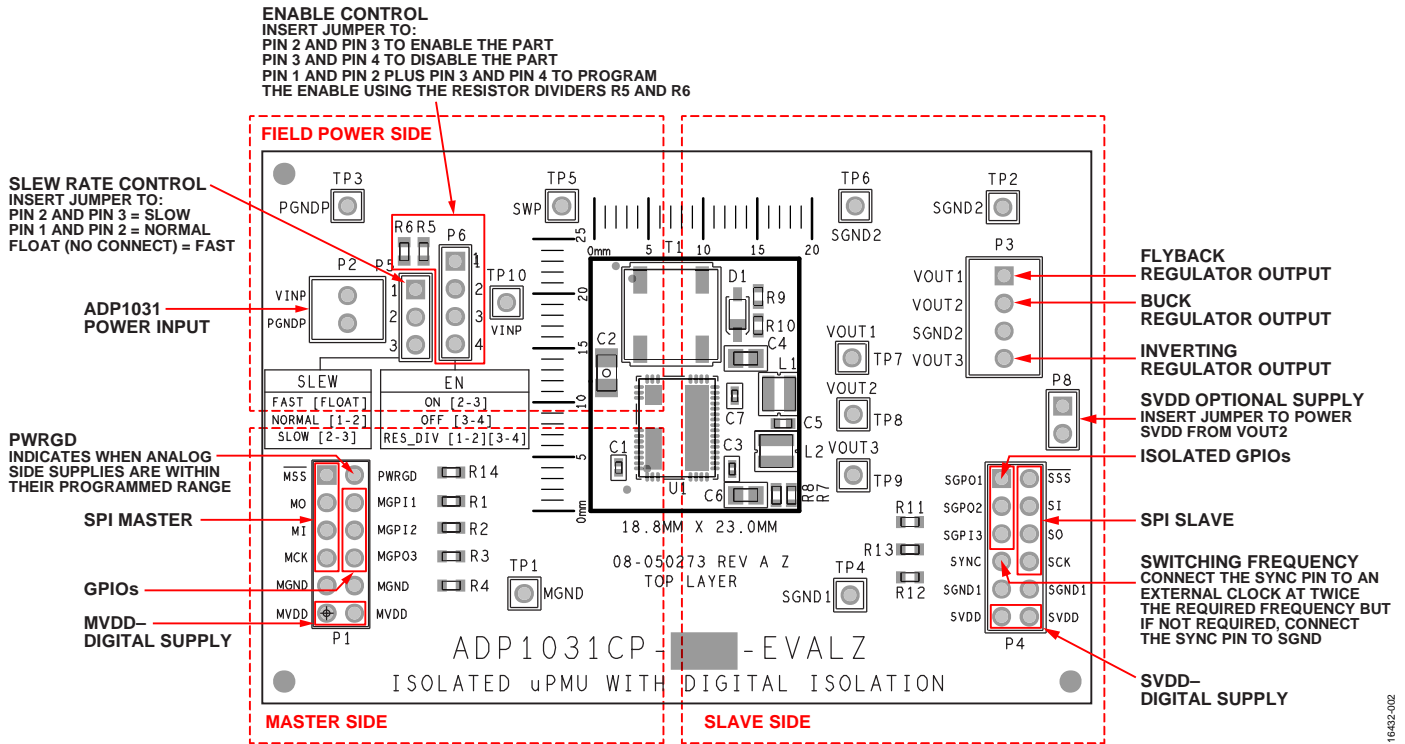 ENABLE CONTROL
INSERT JUMPER TO:
PIN 2 AND PIN 3 TO ENABLE THE PART
PIN 3 AND PIN 4 TO DISABLE THE PART
PIN 1 AND PIN 2 PLUS PIN 3 AND PIN 4 TO PROGRAM
THE ENABLE USING THE RESISTOR DIVIDERS R5 AND R6
FIELD POWER SIDE
SLEW RATE CONTROL
INSERT JUMPER TO:
PIN 2 AND PIN 3 = SLOW
PIN 1 AND PIN 2 = NORMAL
FLOAT (NO CONNECT) = FAST
ADP1031
POWER INPUT
PWRGD
INDICATES WHEN ANALOG
SIDE SUPPLIES ARE WITHIN
THEIR PROGRAMMED RANGE
SPI MASTER
GPIOs
MVDD–
DIGITAL SUPPLY
TP3
PGNDP
TP5
SWP
TP6
SGND2
TP2
SGND2
R6
R5
P6
1
2
3
4
P2
VINP
PGNDP
P5
1
2
3
TP10
VINP
SLEW
FAST [FLOAT]
NORMAL [1-2]
SLOW [2-3]
EN
ON [2-3]
OFF [3-4]
RES_DIV [1-2][3-4]
0mm
5
10
15
20
25
20
15
10
5
0mm
T1
D1
R9
R10
C2
C4
L1
C7
C5
C1
C3
L2
U1
C6
R8
R7
18.8MM X 23.0MM
08-050273 REV A Z
TOP LAYER
VOUT1
TP7
VOUT2
TP8
VOUT3
TP9
P3
VOUT1
VOUT2
SGND2
VOUT3
P8
MSS
MO
MI
MCK
MGND
MVDD
PWRGD
MGPI1
MGPI2
MGPO3
MGND
MVDD
P1
R14
R1
R2
R3
R4
TP1
MGND
TP4
SGND1
R11
R13
R12
SGPO1
SGPO2
SGPI3
SYNC
SGND1
SVDD
SSS
SI
SO
SCK
SGND1
SVDD
P4
ADP1031CP-
-EVALZ
ISOLATED uPMU WITH DIGITAL ISOLATION
MASTER SIDE
SLAVE SIDE
FLYBACK
REGULATOR OUTPUT
BUCK
REGULATOR OUTPUT
INVERTING
REGULATOR OUTPUT
SVDD OPTIONAL SUPPLY
INSERT JUMPER TO POWER
SVDD FROM VOUT2
ISOLATED GPIOs
SPI SLAVE
SWITCHING FREQUENCY
CONNECT THE SYNC PIN TO AN
EXTERNAL CLOCK AT TWICE
THE REQUIRED FREQUENCY BUT
IF NOT REQUIRED, CONNECT
THE SYNC PIN TO SGND
SVDD–
DIGITAL SUPPLY
16432-002